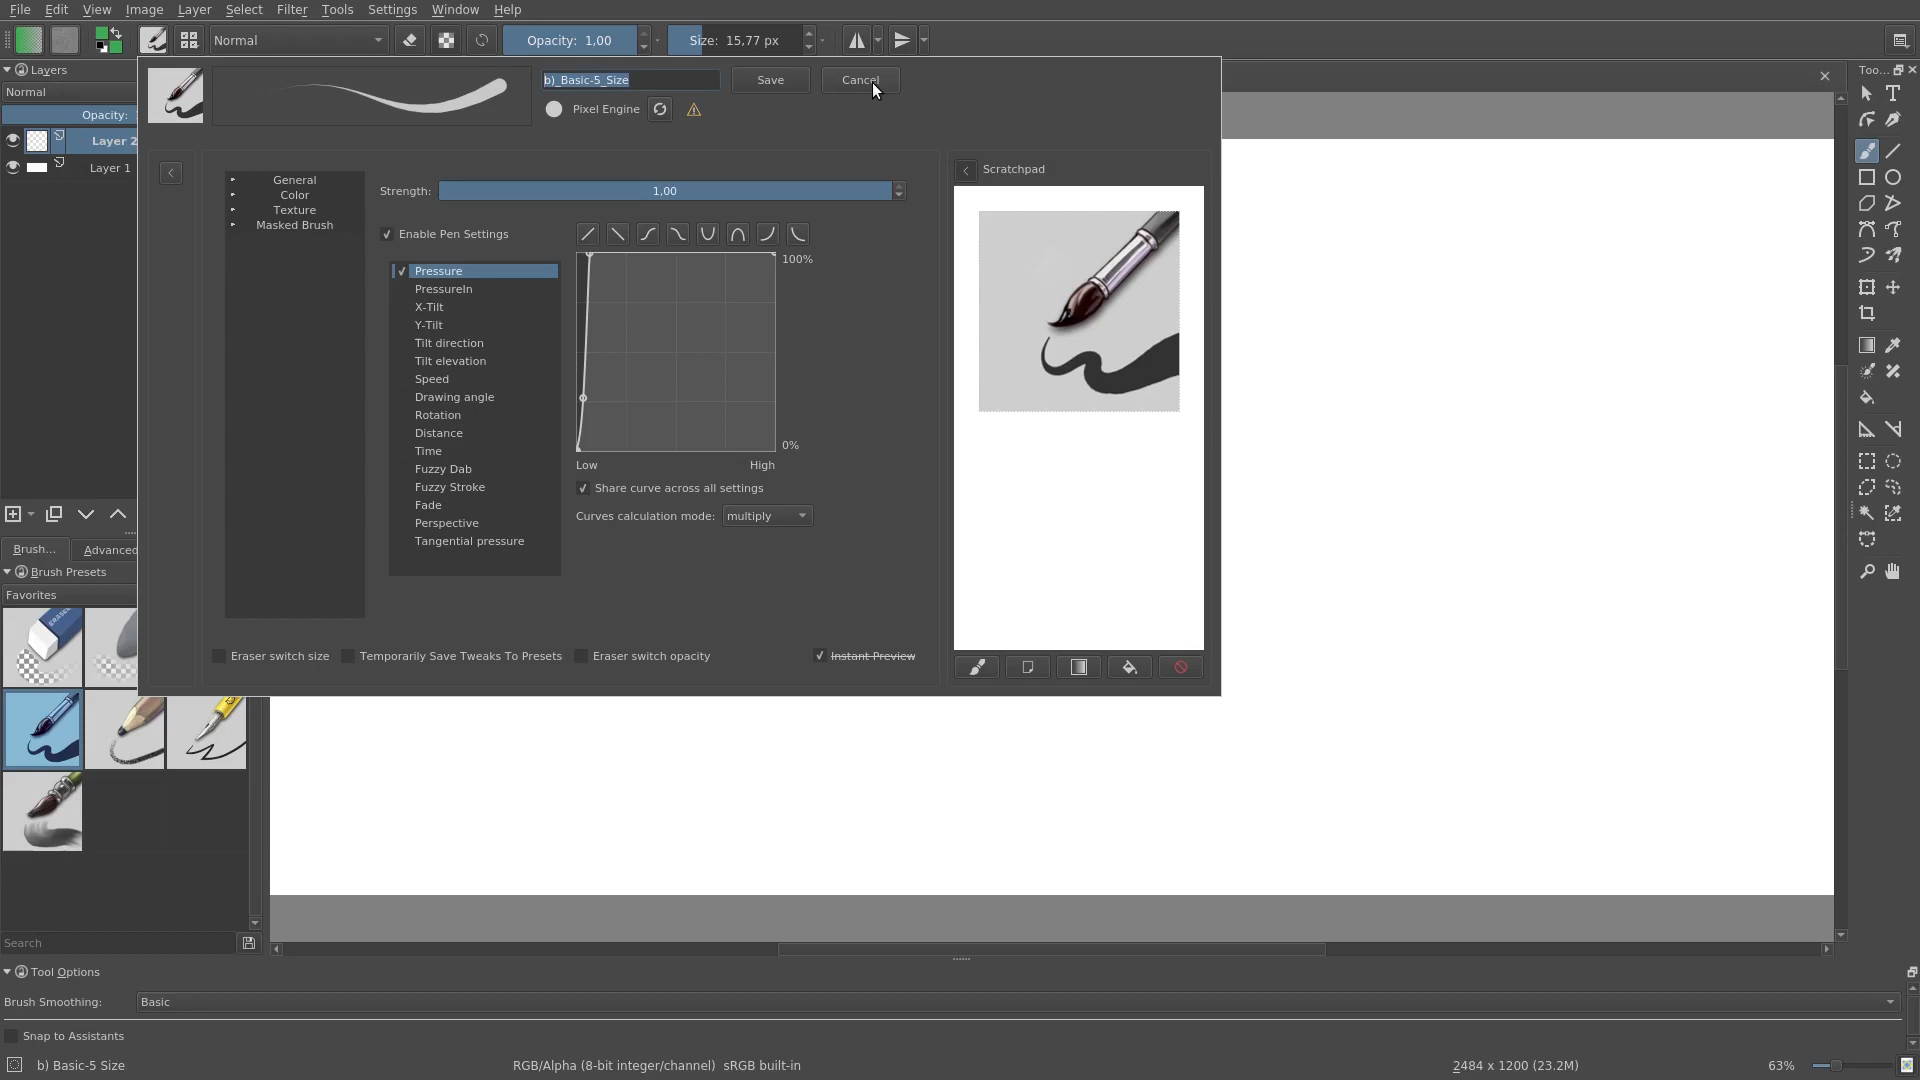 File Edit View Image Layer Select Filter Tools Settings Window Help
Normal
Opacity: 1,00
Size: 15,77 px
Layers
Normal
Opacity:
Layer 2
Layer 1
b)_Basic-5_Size
Save
Cancel
Pixel Engine
General
Color
Texture
Masked Brush
Strength: 1,00
Enable Pen Settings
Pressure
PressureIn
X-Tilt
Y-Tilt
Tilt direction
Tilt elevation
Speed
Drawing angle
Rotation
Distance
Time
Fuzzy Dab
Fuzzy Stroke
Fade
Perspective
Tangential pressure
100%
0%
Low High
Share curve across all settings
Curves calculation mode: multiply
Eraser switch size
Temporarily Save Tweaks To Presets
Eraser switch opacity
Instant Preview
Scratchpad
Too...
Brush...
Advanced
Brush Presets
Favorites
ERASER
Search
Tool Options
Brush Smoothing: Basic
Snap to Assistants
b) Basic-5 Size
RGB/Alpha (8-bit integer/channel) sRGB built-in
2484 x 1200 (23.2M)
63%